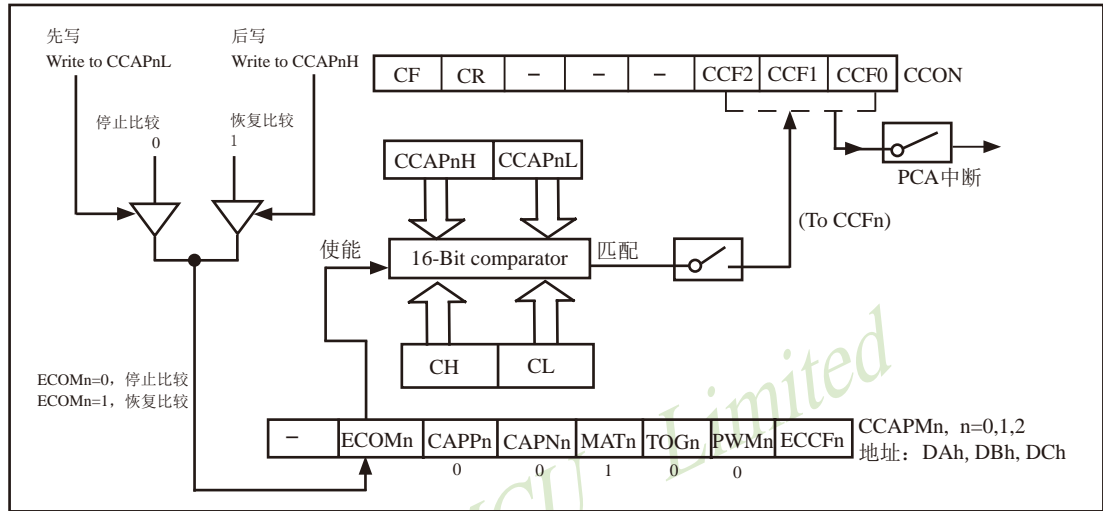 先写
Write to CCAPnL
后写
Write to CCAPnH
CF CR – – – CCF2 CCF1 CCF0 CCON
停止比较
0
恢复比较
1
CCAPnH CCAPnL
PCA中断
(To CCFn)
使能
16-Bit comparator
匹配
CH CL
ECOMn=0，停止比较
ECOMn=1，恢复比较
– ECOMn CAPPn CAPNn MATn TOGn PWMn ECCFn
0 0 1 0 0
CCAPMn, n=0,1,2
地址：DAh, DBh, DCh
MCU Limited